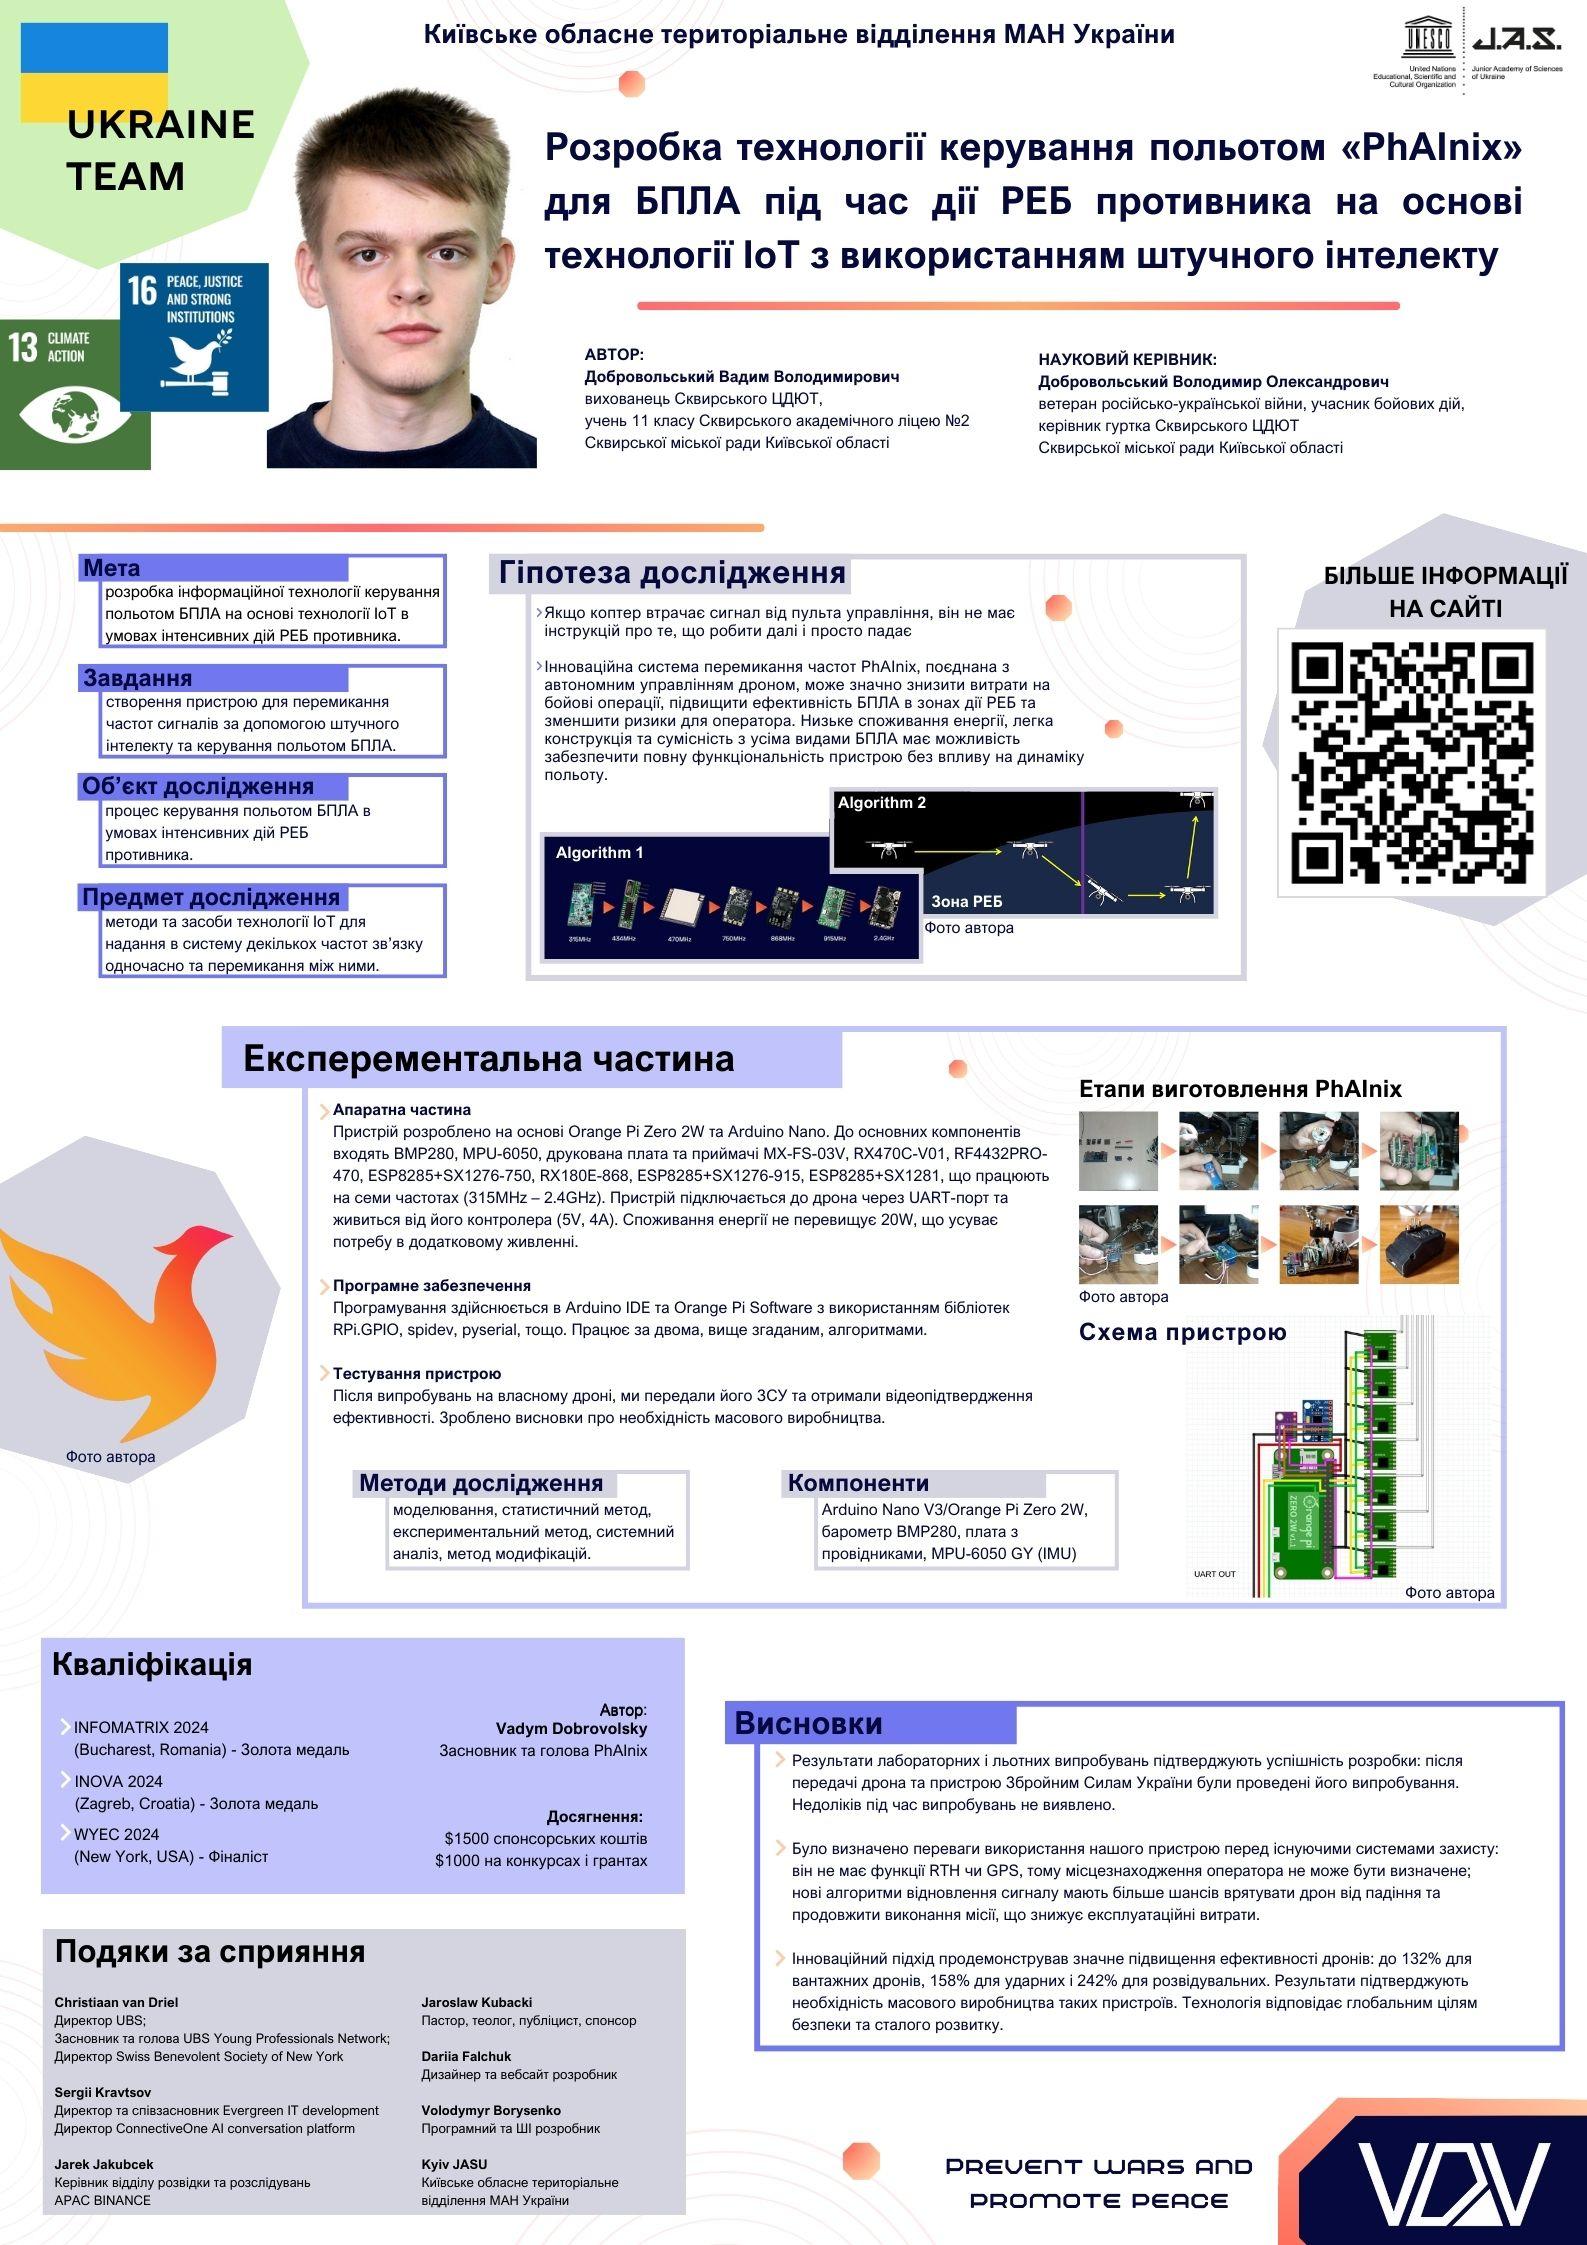 Київське обласне територіальне відділення МАН України
UNESCO
United Nations
Educational, Scientific and
Cultural Organization
J.A.S.
Junior Academy of Sciences
of Ukraine
UKRAINE
TEAM
Розробка технології керування польотом «PhAInix»
для БПЛА під час дії РЕБ противника на основі
технології IoT з використанням штучного інтелекту
16 PEACE, JUSTICE
AND STRONG
INSTITUTIONS
13 CLIMATE
ACTION
АВТОР:
Добровольський Вадим Володимирович
вихованець Сквирського ЦДЮТ,
учень 11 класу Сквирського академічного ліцею №2
Сквирської міської ради Київської області
НАУКОВИЙ КЕРІВНИК:
Добровольський Володимир Олександрович
ветеран російсько-української війни, учасник бойових дій,
керівник гуртка Сквирського ЦДЮТ
Сквирської міської ради Київської області
Мета
розробка інформаційної технології керування
польотом БПЛА на основі технології IoT в
умовах інтенсивних дій РЕБ противника.
Завдання
створення пристрою для перемикання
частот сигналів за допомогою штучного
інтелекту та керування польотом БПЛА.
Об’єкт дослідження
процес керування польотом БПЛА в
умовах інтенсивних дій РЕБ
противника.
Предмет дослідження
методи та засоби технології IoT для
надання в систему декількох частот зв’язку
одночасно та перемикання між ними.
Гіпотеза дослідження
Якщо коптер втрачає сигнал від пульта управління, він не має
інструкцій про те, що робити далі і просто падає
Інноваційна система перемикання частот PhAInix, поєднана з
автономним управлінням дроном, може значно знизити витрати на
бойові операції, підвищити ефективність БПЛА в зонах дії РЕБ та
зменшити ризики для оператора. Низьке споживання енергії, легка
конструкція та сумісність з усіма видами БПЛА має можливість
забезпечити повну функціональність пристрою без впливу на динаміку
польоту.
Algorithm 2
Зона РЕБ
Algorithm 1
315MHz 434MHz 470MHz 750MHz 868MHz 915MHz 2.4GHz
Фото автора
БІЛЬШЕ ІНФОРМАЦІЇ
НА САЙТІ
Експерементальна частина
Апаратна частина
Пристрій розроблено на основі Orange Pi Zero 2W та Arduino Nano. До основних компонентів
входять BMP280, MPU-6050, друкована плата та приймачі MX-FS-03V, RX470C-V01, RF4432PRO-
470, ESP8285+SX1276-750, RX180E-868, ESP8285+SX1276-915, ESP8285+SX1281, що працюють
на семи частотах (315MHz – 2.4GHz). Пристрій підключається до дрона через UART-порт та
живиться від його контролера (5V, 4A). Споживання енергії не перевищує 20W, що усуває
потребу в додатковому живленні.
Програмне забезпечення
Програмування здійснюється в Arduino IDE та Orange Pi Software з використанням бібліотек
RPi.GPIO, spidev, pyserial, тощо. Працює за двома, вище згаданим, алгоритмами.
Тестування пристрою
Після випробувань на власному дроні, ми передали його ЗСУ та отримали відеопідтвердження
ефективності. Зроблено висновки про необхідність масового виробництва.
Етапи виготовлення PhAInix
Фото автора
Схема пристрою
Orange Pi
ZERO 2W v1.1
UART OUT
Фото автора
Фото автора
Методи дослідження
моделювання, статистичний метод,
експериментальний метод, системний
аналіз, метод модифікацій.
Компоненти
Arduino Nano V3/Orange Pi Zero 2W,
барометр BMP280, плата з
провідниками, MPU-6050 GY (IMU)
Кваліфікація
INFOMATRIX 2024
(Bucharest, Romania) - Золота медаль
INOVA 2024
(Zagreb, Croatia) - Золота медаль
WYEC 2024
(New York, USA) - Фіналіст
Автор:
Vadym Dobrovolsky
Засновник та голова PhAInix
Досягнення:
$1500 спонсорських коштів
$1000 на конкурсах і грантах
Висновки
Результати лабораторних і льотних випробувань підтверджують успішність розробки: після
передачі дрона та пристрою Збройним Силам України були проведені його випробування.
Недоліків під час випробувань не виявлено.
Було визначено переваги використання нашого пристрою перед існуючими системами захисту:
він не має функції RTH чи GPS, тому місцезнаходження оператора не може бути визначене;
нові алгоритми відновлення сигналу мають більше шансів врятувати дрон від падіння та
продовжити виконання місії, що знижує експлуатаційні витрати.
Інноваційний підхід продемонстрував значне підвищення ефективності дронів: до 132% для
вантажних дронів, 158% для ударних і 242% для розвідувальних. Результати підтверджують
необхідність масового виробництва таких пристроїв. Технологія відповідає глобальним цілям
безпеки та сталого розвитку.
Подяки за сприяння
Christiaan van Driel
Директор UBS;
Засновник та голова UBS Young Professionals Network;
Директор Swiss Benevolent Society of New York
Sergii Kravtsov
Директор та співзасновник Evergreen IT development
Директор ConnectiveOne AI conversation platform
Jarek Jakubcek
Керівник відділу розвідки та розслідувань
APAC BINANCE
Jaroslaw Kubacki
Пастор, теолог, публіцист, спонсор
Dariia Falchuk
Дизайнер та вебсайт розробник
Volodymyr Borysenko
Програмний та ШІ розробник
Kyiv JASU
Київське обласне територіальне
відділення МАН України
PREVENT WARS AND
PROMOTE PEACE
VDV